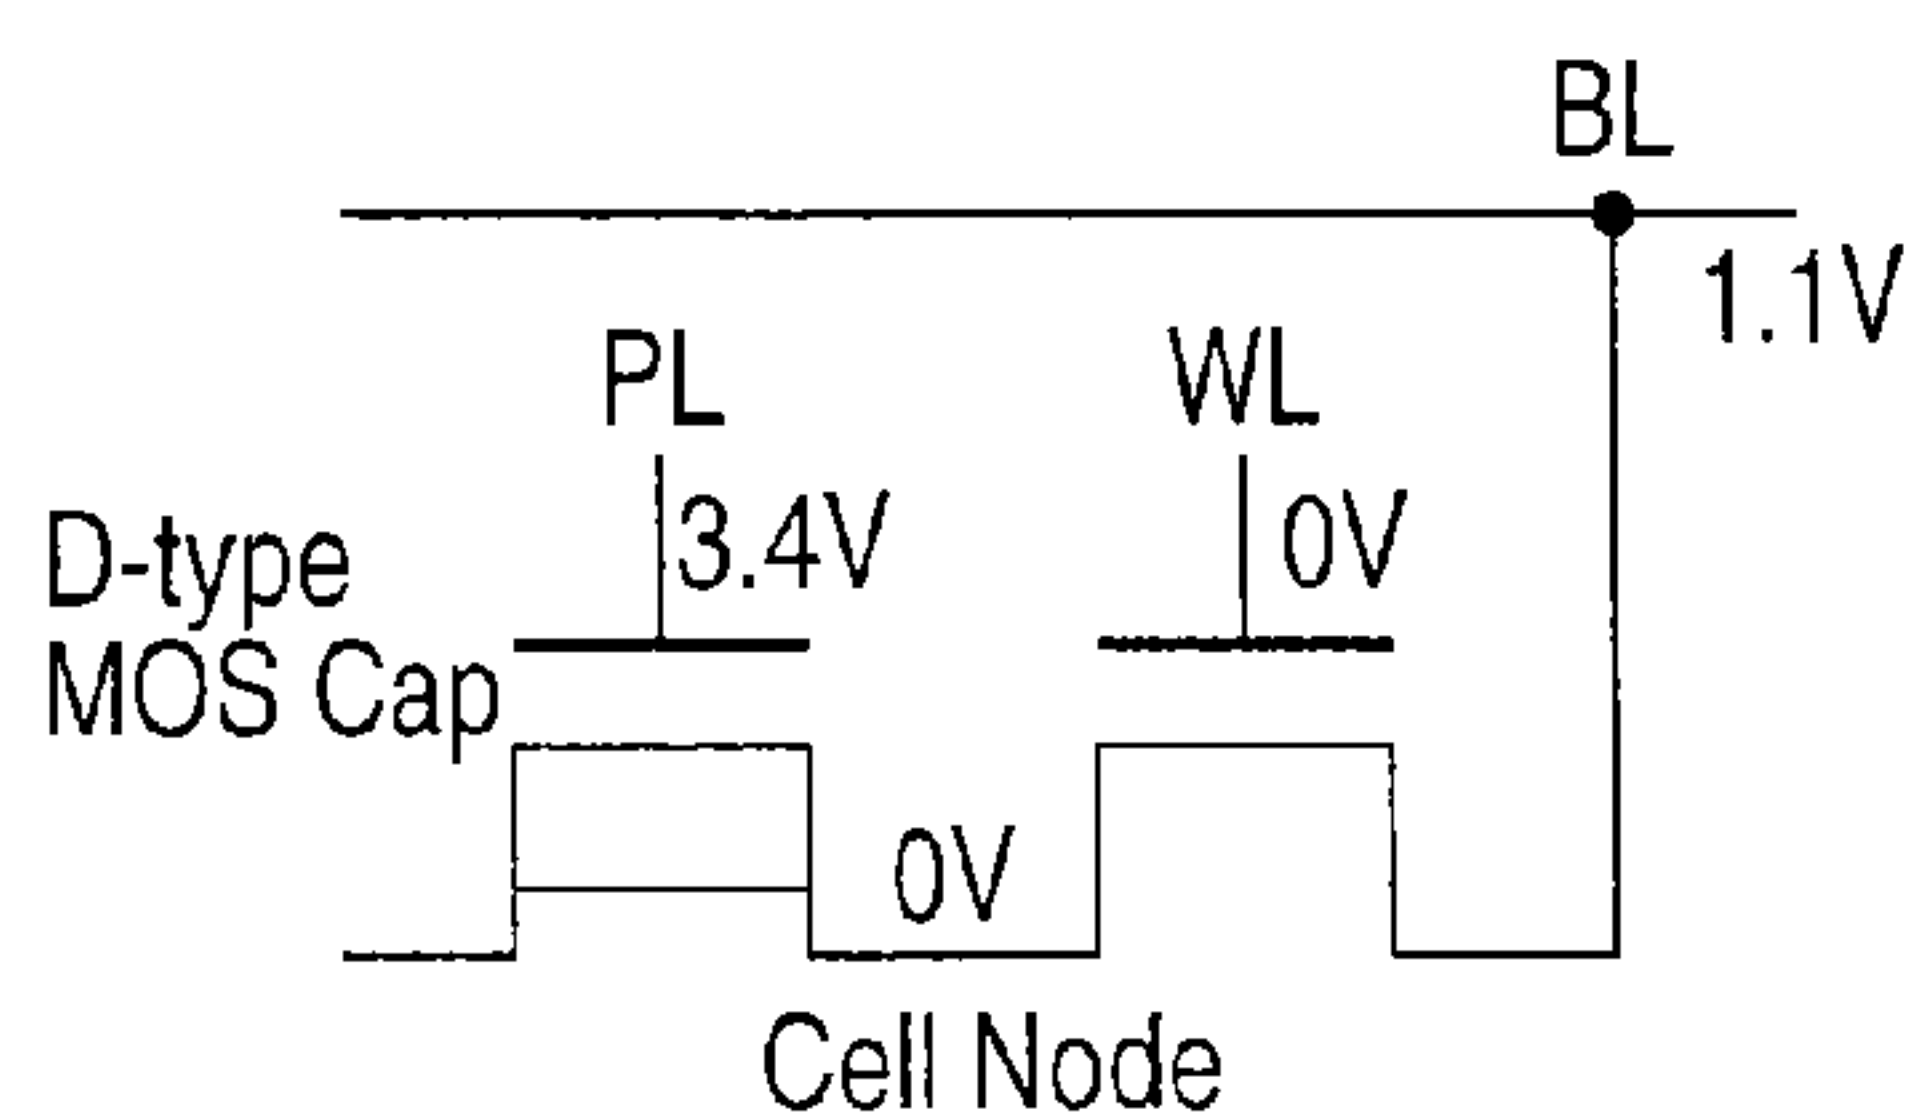 BL
1.1V
PL
WL
3.4V
0V
D-type
MOS Cap
0V
Cell Node